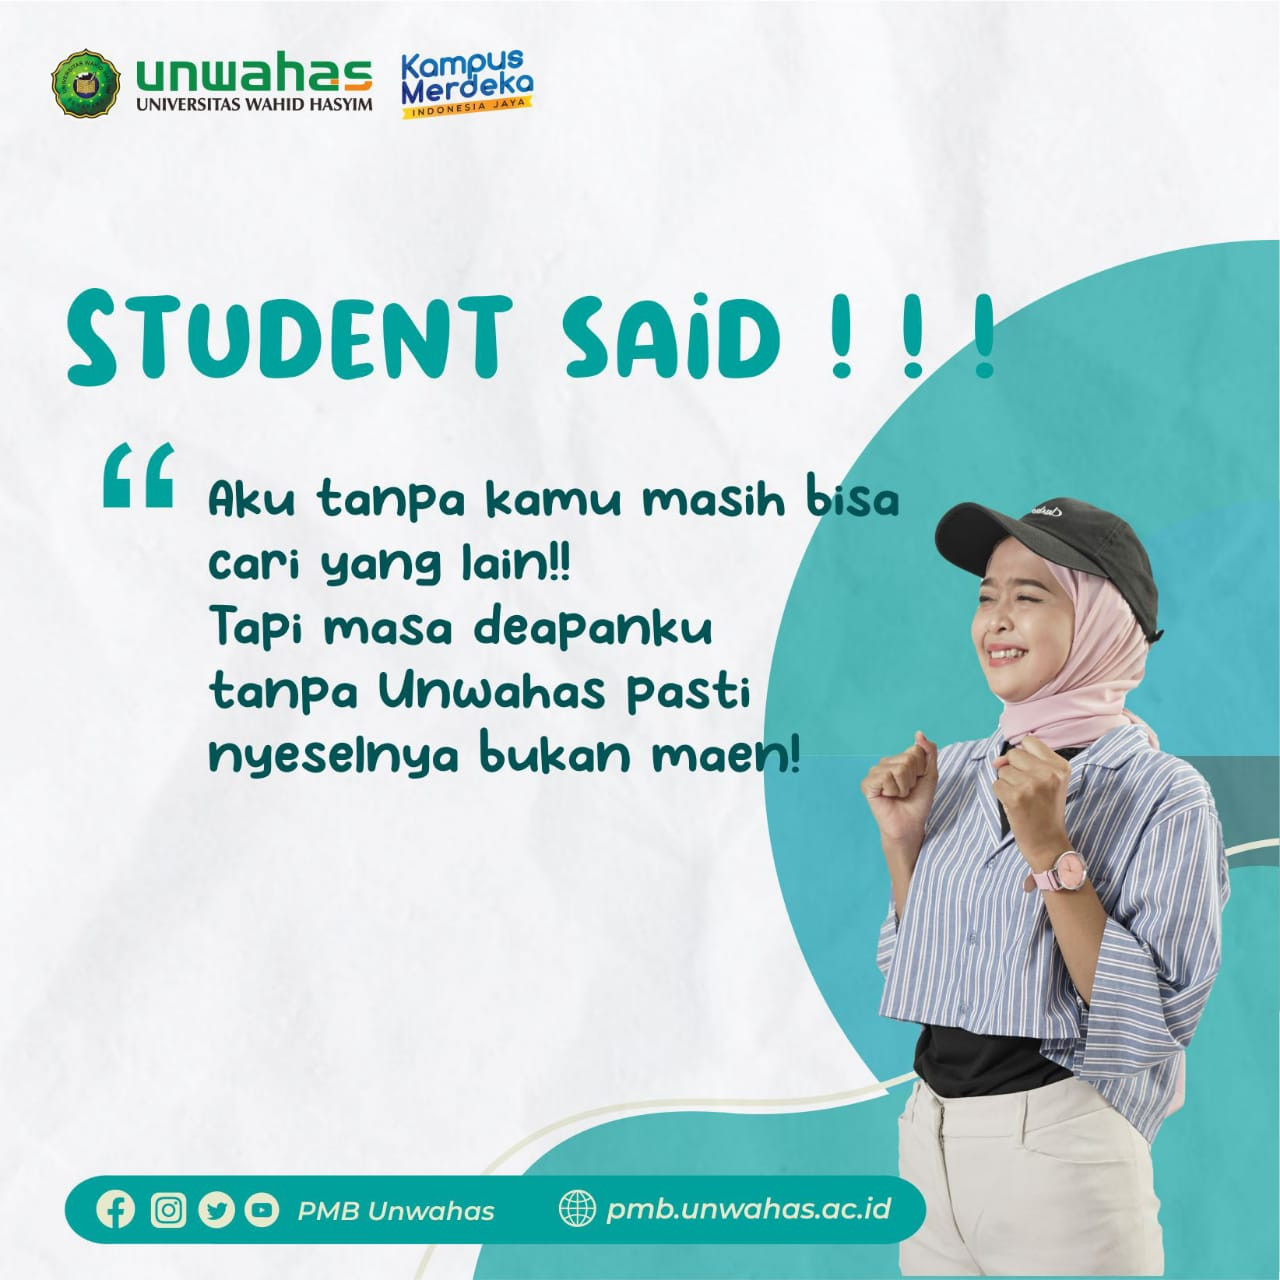 unwahas
UNIVERSITAS WAHID HASYIM
Kampus
Merdeka
INDONESIA JAYA
STUDENT SAiD ! ! !
“
Aku tanpa kamu masih bisa
cari yang lain!!
Tapi masa deapanku
tanpa Unwahas pasti
nyeselnya bukan maen!
PMB Unwahas
pmb.unwahas.ac.id